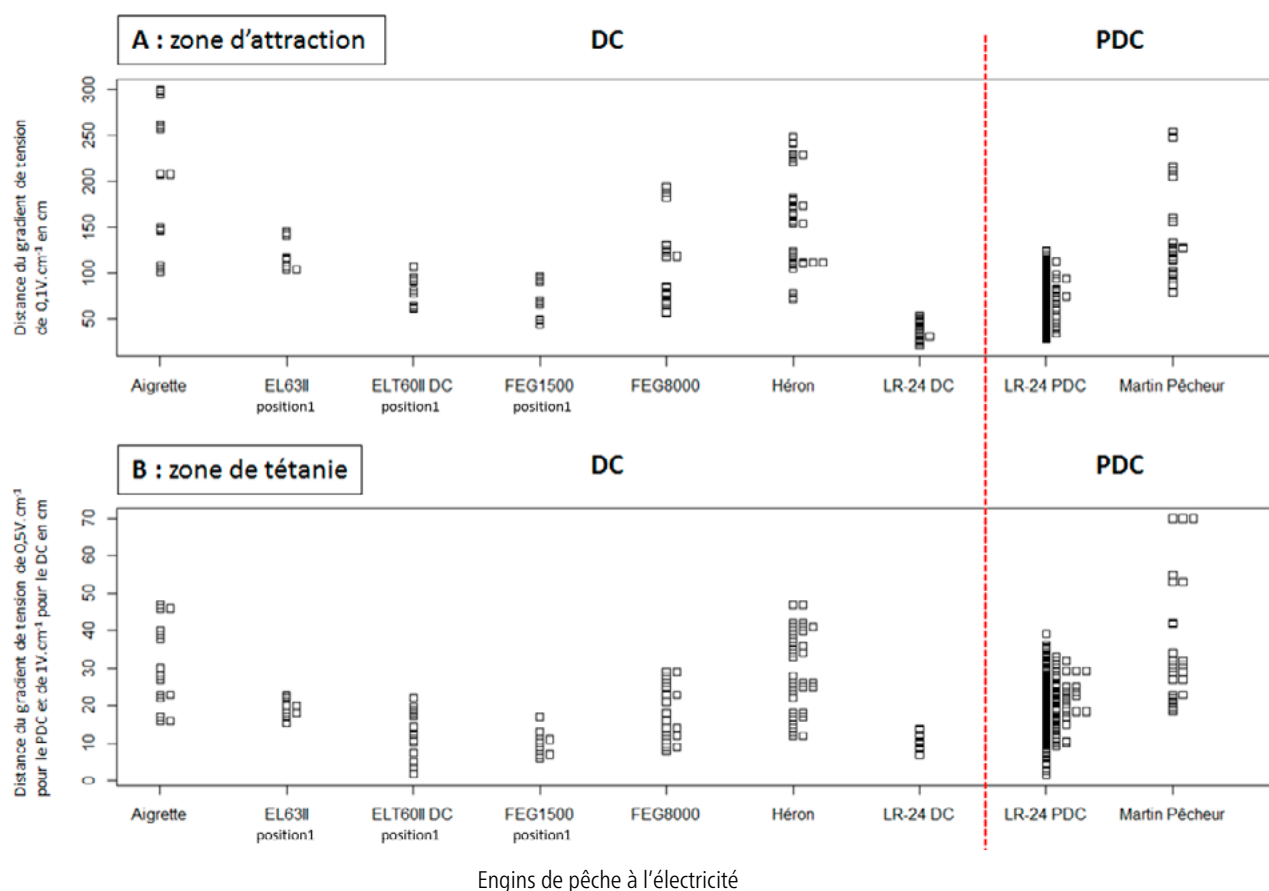 A : zone d'attraction
DC
PDC
Distance du gradient de tension
de 0,1V.cm⁻¹ en cm
300
250
200
150
100
50
Aigrette
EL63II
position1
ELT60II DC
position1
FEG1500
position1
FEG8000
Héron
LR-24 DC
LR-24 PDC
Martin Pêcheur
B : zone de tétanie
DC
PDC
Distance du gradient de tension de 0,5V.cm⁻¹
pour le PDC et de 1V.cm⁻¹ pour le DC en cm
70
60
50
40
30
20
10
0
Aigrette
EL63II
position1
ELT60II DC
position1
FEG1500
position1
FEG8000
Héron
LR-24 DC
LR-24 PDC
Martin Pêcheur
Engins de pêche à l'électricité